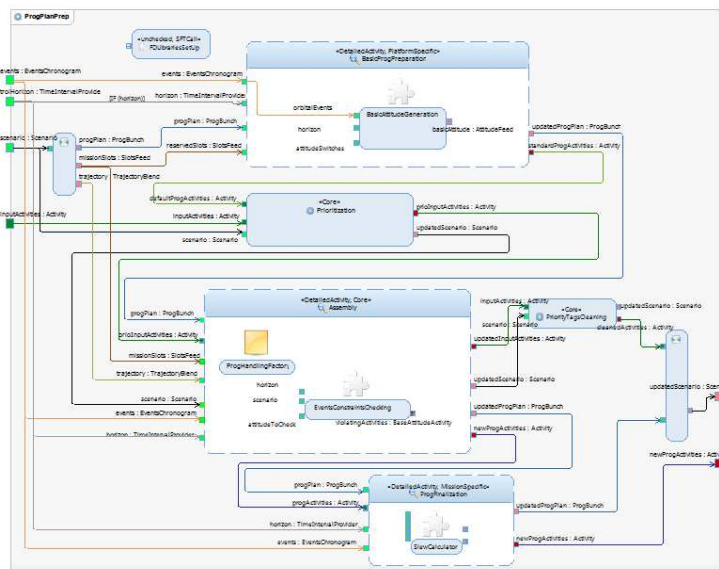 ProgPlanPrep
«unchecked, SFTCall»
FDLibrariesSetUp
«DetailedActivity, PlatformSpecific»
BasicProgPreparation
events : EventsChronogram
events : EventsChronogram
horizon : TimeIntervalProvide
[IF (horizon)]
orbitalEvents
BasicAttitudeGeneration
horizon
basicAttitude : AttitudeFeed
attitudeSwitches
progPlan : ProgBunch
reservedSlots : SlotsFeed
updatedProgPlan : ProgBunch
standardProgActivities : Activity
scenario : Scenario
progPlan : ProgBunch
missionSlots : SlotsFeed
trajectory : TrajectoryBlend
defaultProgActivities : Activity
«Core»
Prioritization
prioInputActivities : Activity
inputActivities : Activity
inputActivities : Activity
updatedScenario : Scenario
scenario : Scenario
«DetailedActivity, Core»
Assembly
inputActivities : Activity
«Core»
PriorityTagsCleaning
updatedScenario : Scenario
scenario : Scenario
cleanedActivities : Activity
progPlan : ProgBunch
prioInputActivities : Activity
missionSlots : SlotsFeed
trajectory : TrajectoryBlend
scenario : Scenario
events : EventsChronogram
horizon : TimeIntervalProvider
ProgHandlingFactory
horizon
scenario
EventsConstraintsChecking
attitudeToCheck
violatingActivities : BaseAttitudeActivity
updatedInputActivities : Activity
updatedScenario : Scenario
updatedProgPlan : ProgBunch
newProgActivities : Activity
updatedScenario : Scen
newProgActivities : Activ
«DetailedActivity, MissionSpecific»
ProgFinalization
progPlan : ProgBunch
progActivities : Activity
horizon : TimeIntervalProvider
events : EventsChronogram
SlewCalculator
updatedProgPlan : ProgBunch
newProgActivities : Activity